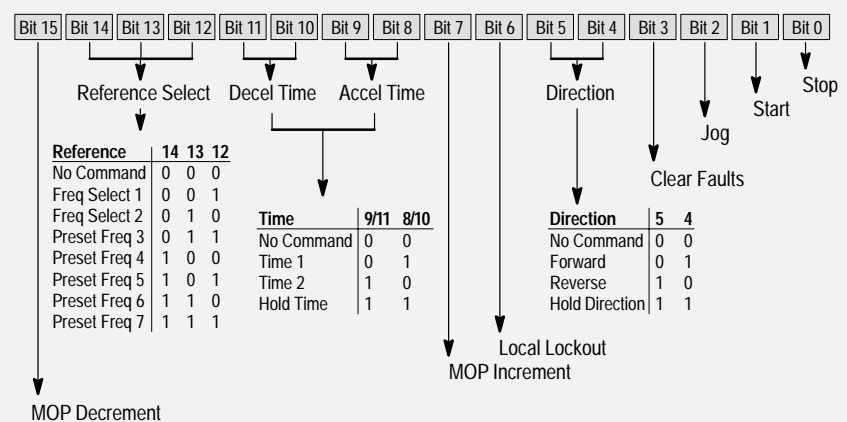 Bit 15 Bit 14 Bit 13 Bit 12 Bit 11 Bit 10 Bit 9 Bit 8 Bit 7 Bit 6 Bit 5 Bit 4 Bit 3 Bit 2 Bit 1 Bit 0
Reference Select Decel Time Accel Time Direction Stop
Start
Jog
Clear Faults
Reference 14 13 12
No Command 0 0 0
Freq Select 1 0 0 1
Freq Select 2 0 1 0
Preset Freq 3 0 1 1
Preset Freq 4 1 0 0
Preset Freq 5 1 0 1
Preset Freq 6 1 1 0
Preset Freq 7 1 1 1
Time 9/11 8/10
No Command 0 0
Time 1 0 1
Time 2 1 0
Hold Time 1 1
Direction 5 4
No Command 0 0
Forward 0 1
Reverse 1 0
Hold Direction 1 1
Local Lockout
MOP Increment
MOP Decrement